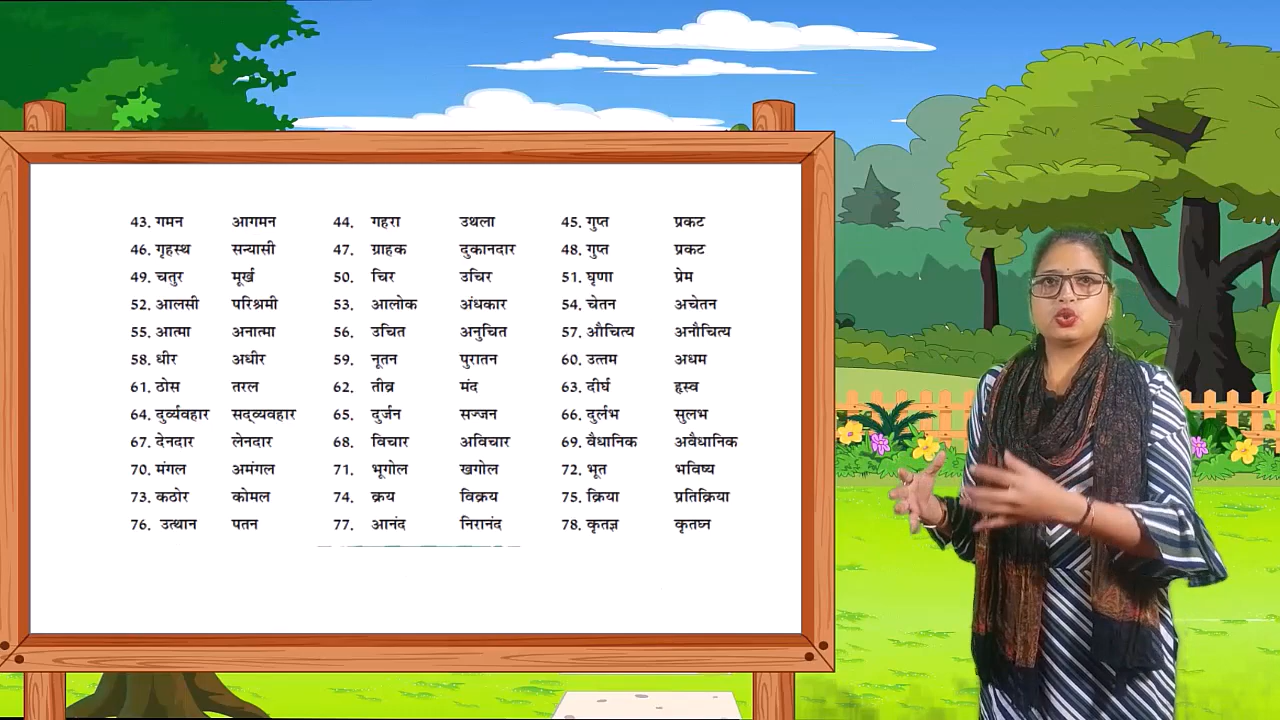 43. गमन आगमन 44. गहरा उथला 45. गुप्त प्रकट
46. गृहस्थ सन्यासी 47. ग्राहक दुकानदार 48. गुप्त प्रकट
49. चतुर मूर्ख 50. चिर उचिर 51. घृणा प्रेम
52. आलसी परिश्रमी 53. आलोक अंधकार 54. चेतन अचेतन
55. आत्मा अनात्मा 56. उचित अनुचित 57. औचित्य अनौचित्य
58. धीर अधीर 59. नूतन पुरातन 60. उत्तम अधम
61. ठोस तरल 62. तीव्र मंद 63. दीर्घ हृस्व
64. दुर्व्यवहार सद्व्यवहार 65. दुर्जन सज्जन 66. दुर्लभ सुलभ
67. देनदार लेनदार 68. विचार अविचार 69. वैधानिक अवैधानिक
70. मंगल अमंगल 71. भूगोल खगोल 72. भूत भविष्य
73. कठोर कोमल 74. क्रय विक्रय 75. क्रिया प्रतिक्रिया
76. उत्थान पतन 77. आनंद निरानंद 78. कृतज्ञ कृतघ्न